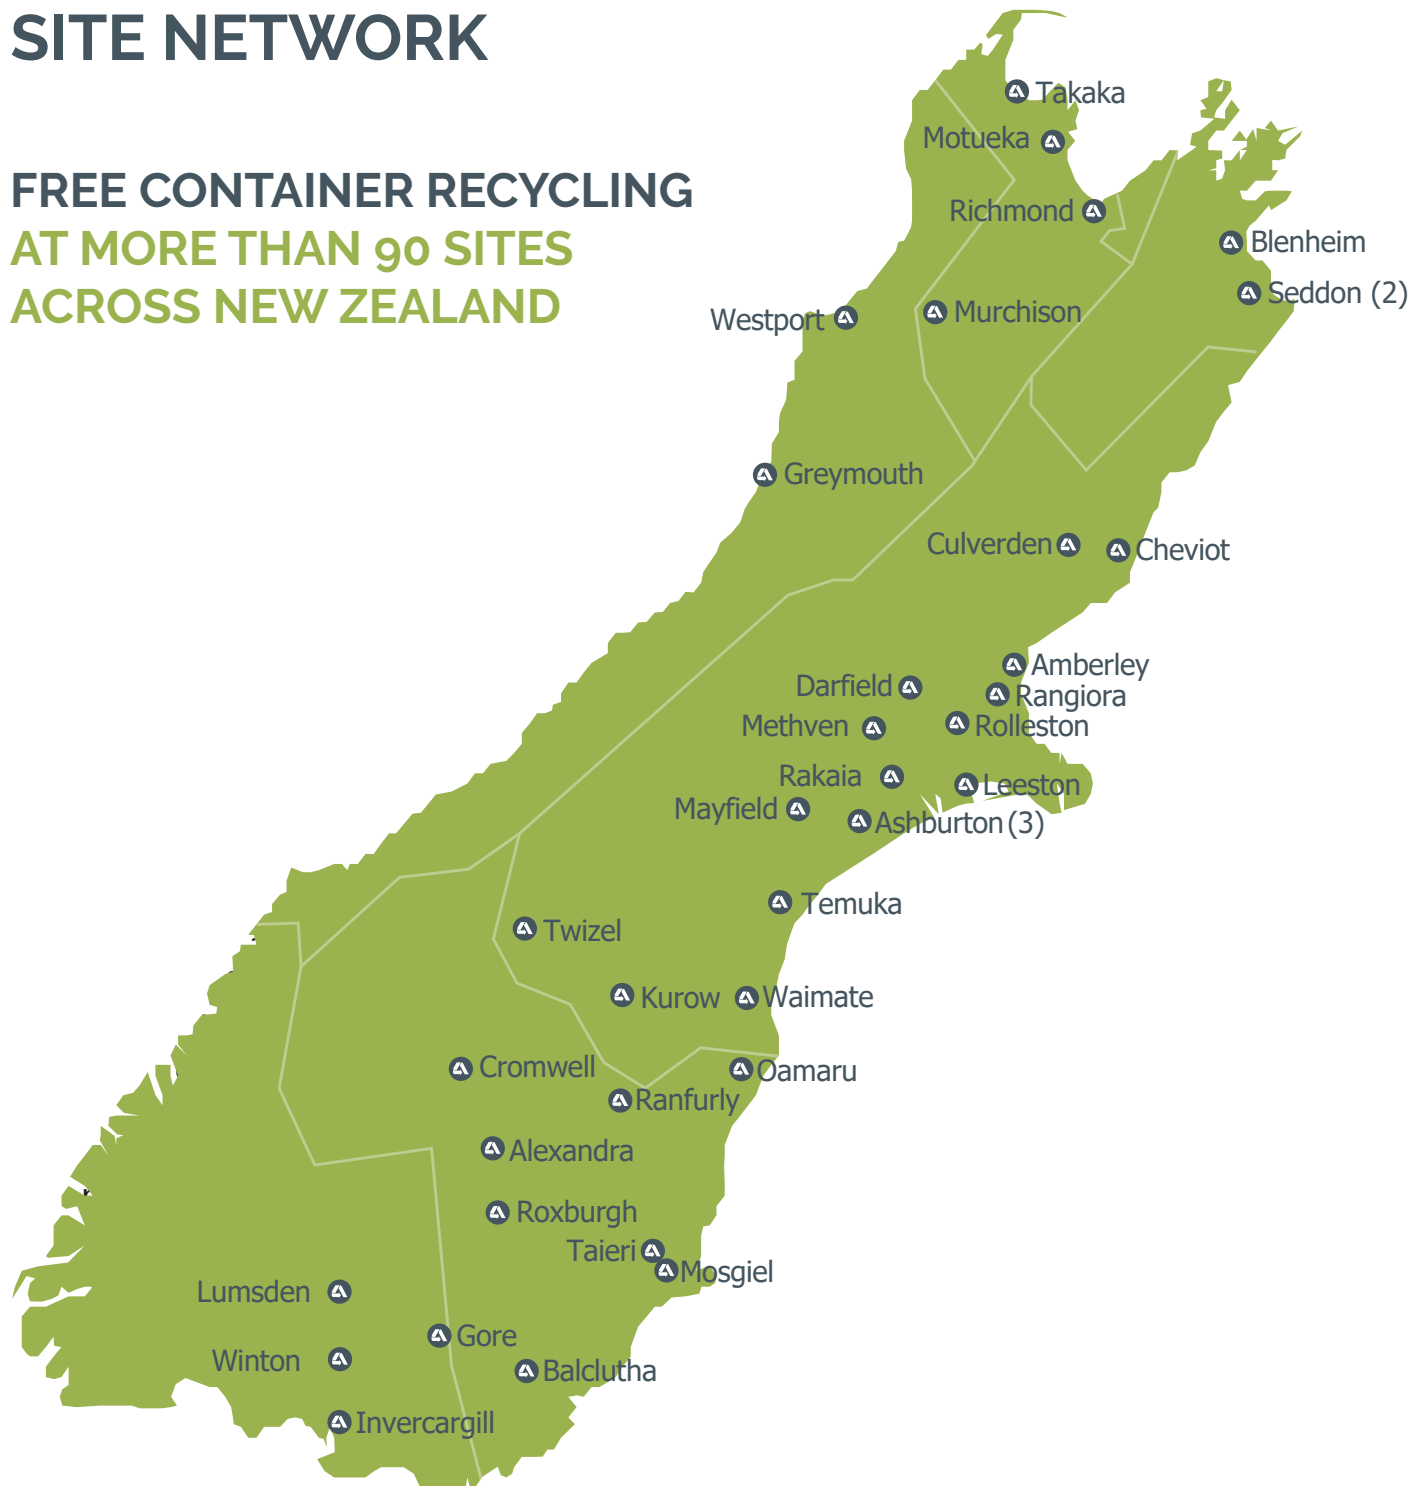 SITE NETWORK
FREE CONTAINER RECYCLING
AT MORE THAN 90 SITES
ACROSS NEW ZEALAND
Takaka
Motueka
Richmond
Blenheim
Seddon (2)
Murchison
Westport
Greymouth
Culverden
Cheviot
Amberley
Darfield
Rangiora
Methven
Rolleston
Rakaia
Leeston
Mayfield
Ashburton (3)
Temuka
Twizel
Kurow
Waimate
Cromwell
Oamaru
Ranfurly
Alexandra
Roxburgh
Taieri
Mosgiel
Lumsden
Gore
Winton
Balclutha
Invercargill